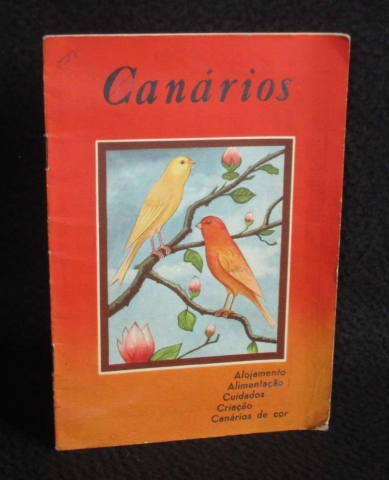 Canários
Alojamento
Alimentação
Cuidados
Criação
Canários de cor